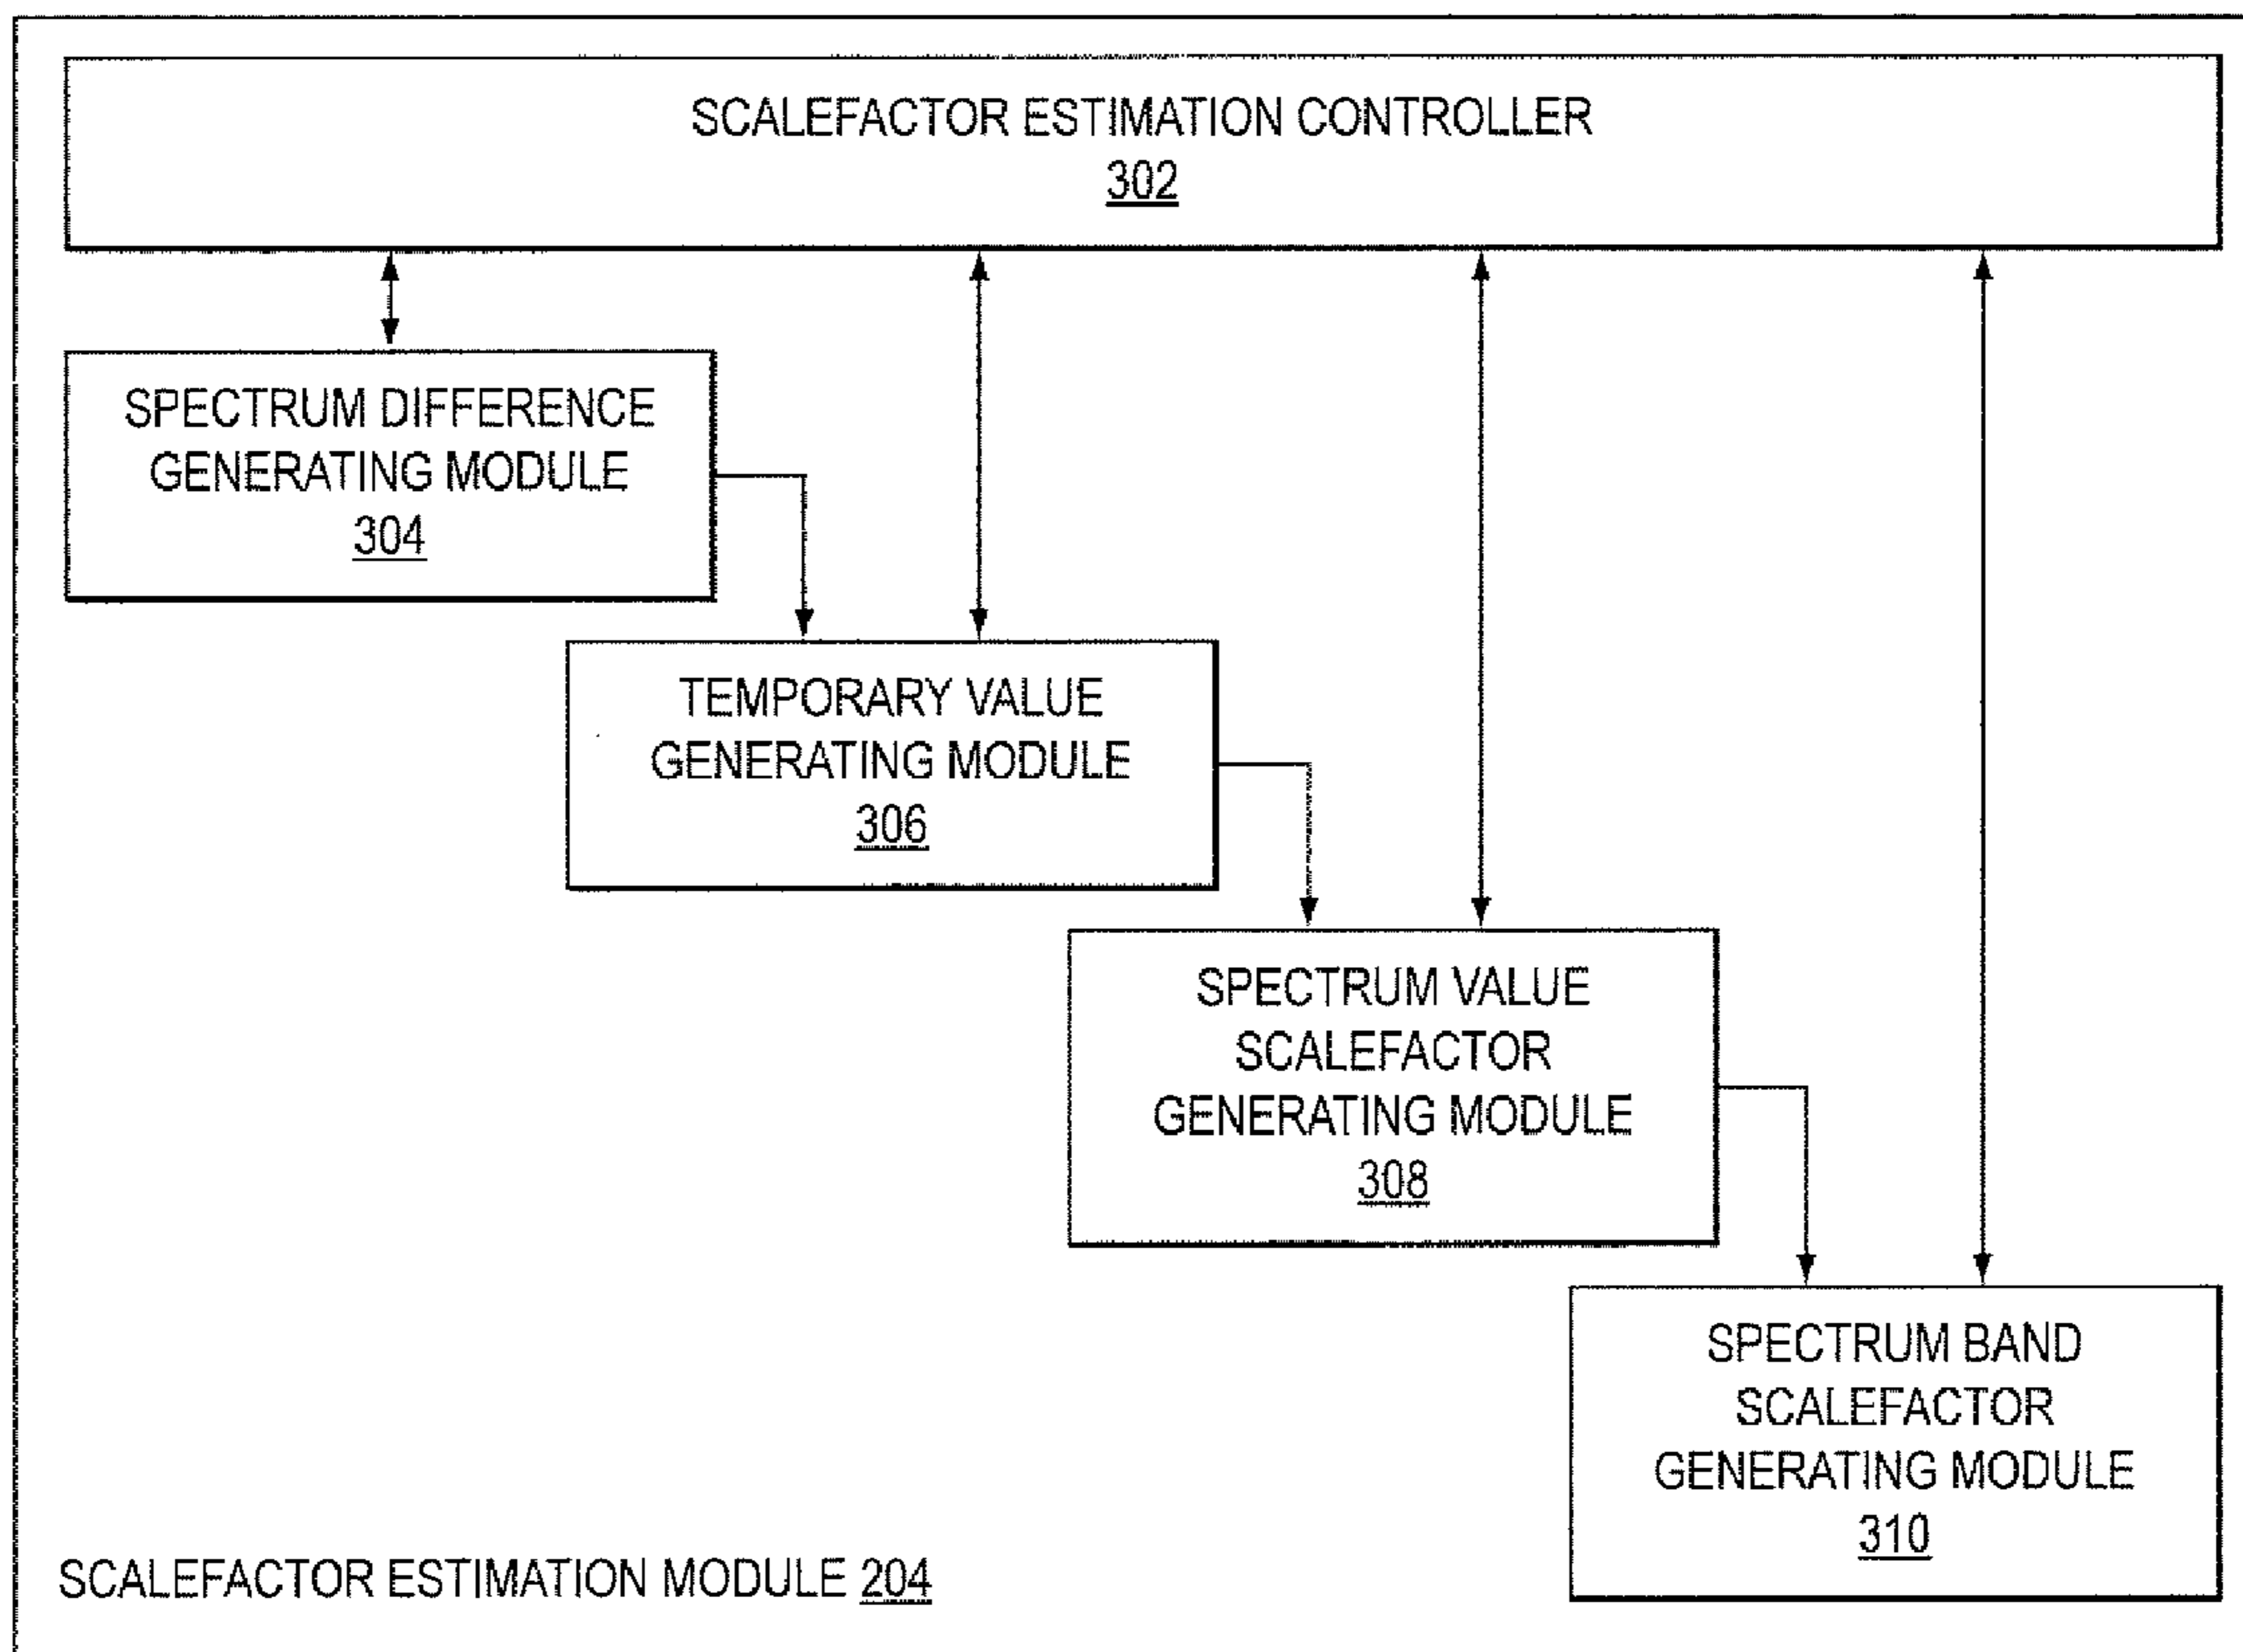 SCALEFACTOR ESTIMATION CONTROLLER
302
SPECTRUM DIFFERENCE
GENERATING MODULE
304
TEMPORARY VALUE
GENERATING MODULE
306
SPECTRUM VALUE
SCALEFACTOR
GENERATING MODULE
308
SPECTRUM BAND
SCALEFACTOR
GENERATING MODULE
310
SCALEFACTOR ESTIMATION MODULE 204